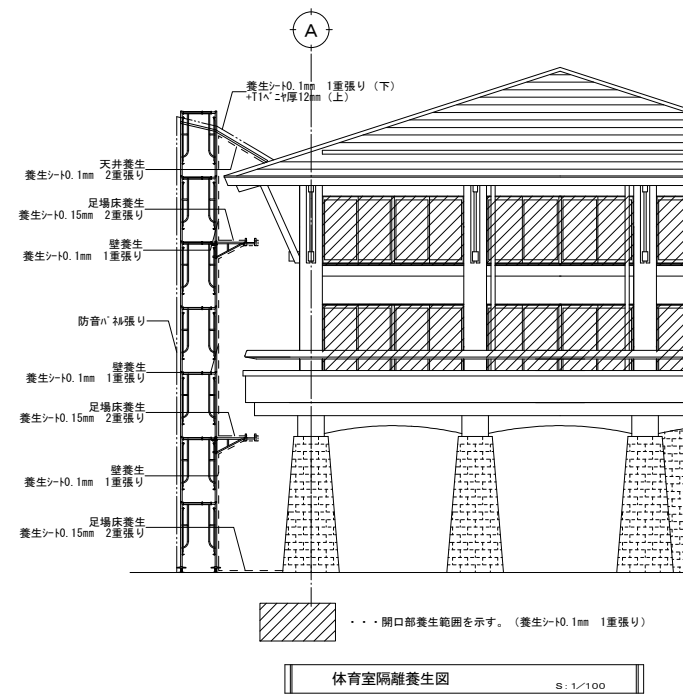 A
養生シート0.1mm 1重張り（下）
+T1ベニヤ厚12mm（上）
天井養生
養生シート0.1mm 2重張り
足場床養生
養生シート0.15mm 2重張り
壁養生
養生シート0.1mm 1重張り
防音パネル張り
壁養生
養生シート0.1mm 1重張り
足場床養生
養生シート0.15mm 2重張り
壁養生
養生シート0.1mm 1重張り
足場床養生
養生シート0.15mm 2重張り
・・・開口部養生範囲を示す。（養生シート0.1mm 1重張り）
体育室隔離養生図 S:1/100